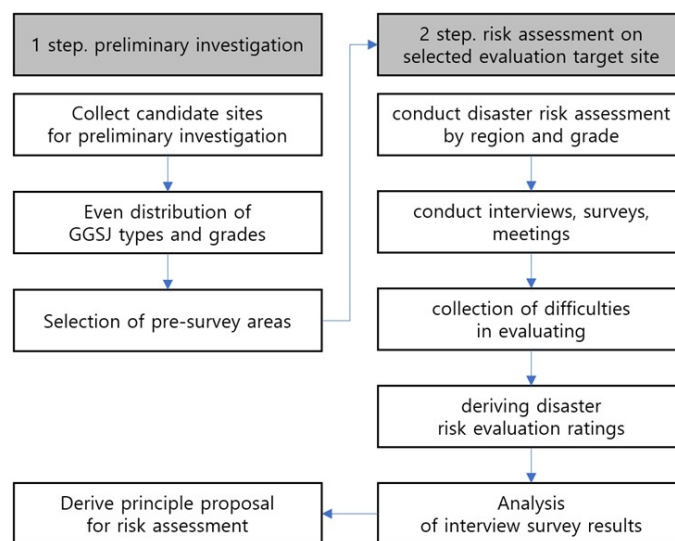 1 step. preliminary investigation
Collect candidate sites
for preliminary investigation
Even distribution of
GGSJ types and grades
Selection of pre-survey areas
2 step. risk assessment on
selected evaluation target site
conduct disaster risk assessment
by region and grade
conduct interviews, surveys,
meetings
collection of difficulties
in evaluating
deriving disaster
risk evaluation ratings
Analysis
of interview survey results
Derive principle proposal
for risk assessment